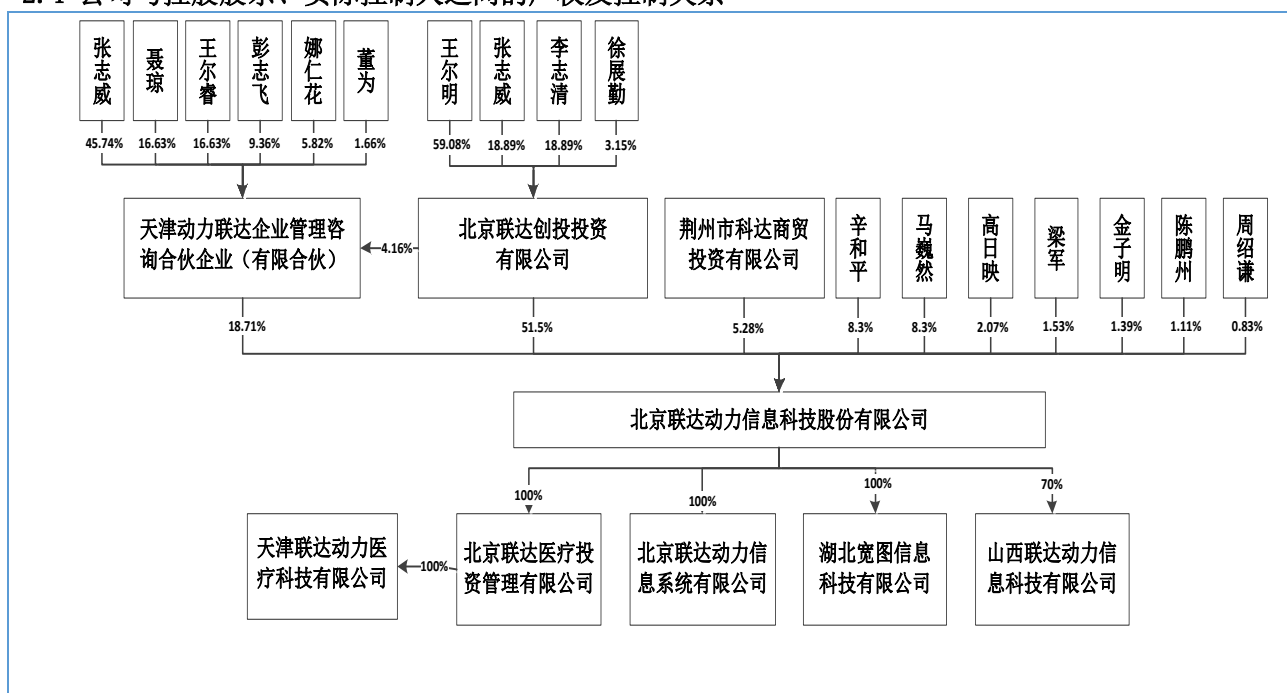 2.4 公司与控股股东、实际控制人之间的产权及控制关系
张志威
聂琼
王尔睿
彭志飞
娜仁花
董为
王尔明
张志威
李志清
徐展勤
45.74%
16.63%
16.63%
9.36%
5.82%
1.66%
59.08%
18.89%
18.89%
3.15%
天津动力联达企业管理咨
询合伙企业（有限合伙）
4.16%
北京联达创投投资
有限公司
荆州市科达商贸
投资有限公司
辛和平
马巍然
高日映
梁军
金子明
陈鹏州
周绍谦
18.71%
51.5%
5.28%
8.3%
8.3%
2.07%
1.53%
1.39%
1.11%
0.83%
北京联达动力信息科技股份有限公司
100%
100%
100%
70%
天津联达动力医
疗科技有限公司
100%
北京联达医疗投
资管理有限公司
北京联达动力信
息系统有限公司
湖北宽图信息
科技有限公司
山西联达动力信
息科技有限公司